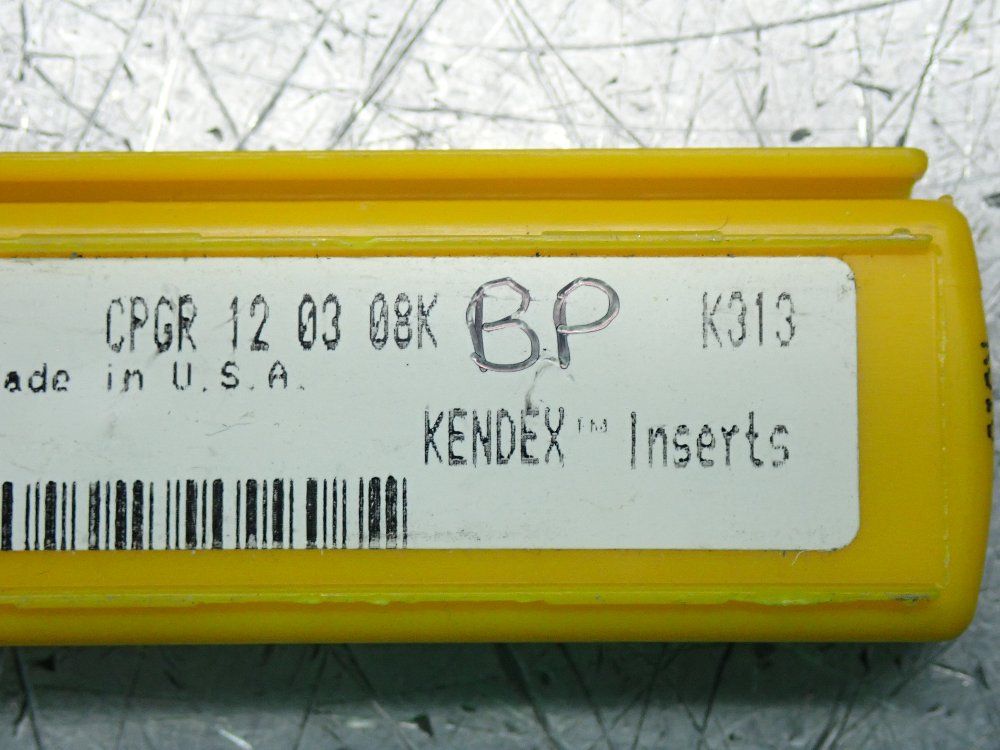 CPGR 12 03 08K BP K313
ade in U.S.A.
KENDEX™ Inserts